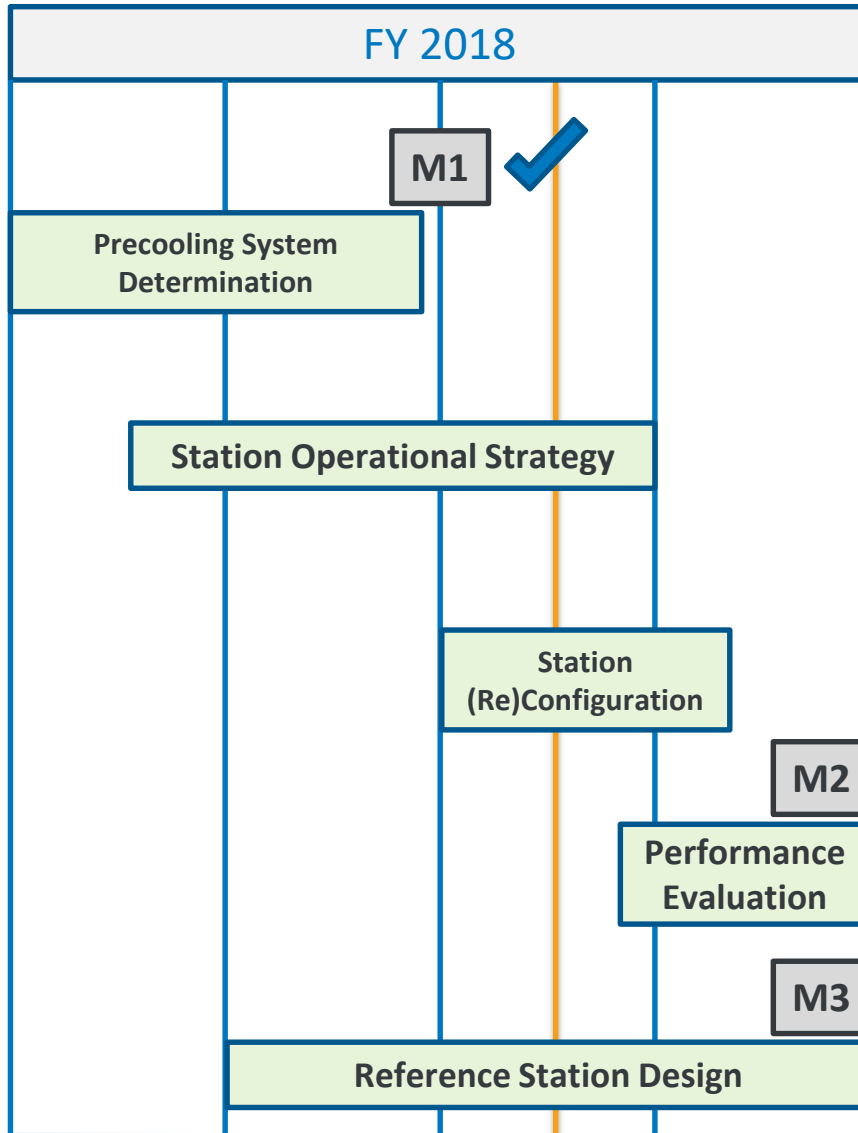 FY 2018
M1
Precooling System
Determination
Station Operational Strategy
Station
(Re)Configuration
M2
Performance
Evaluation
M3
Reference Station Design